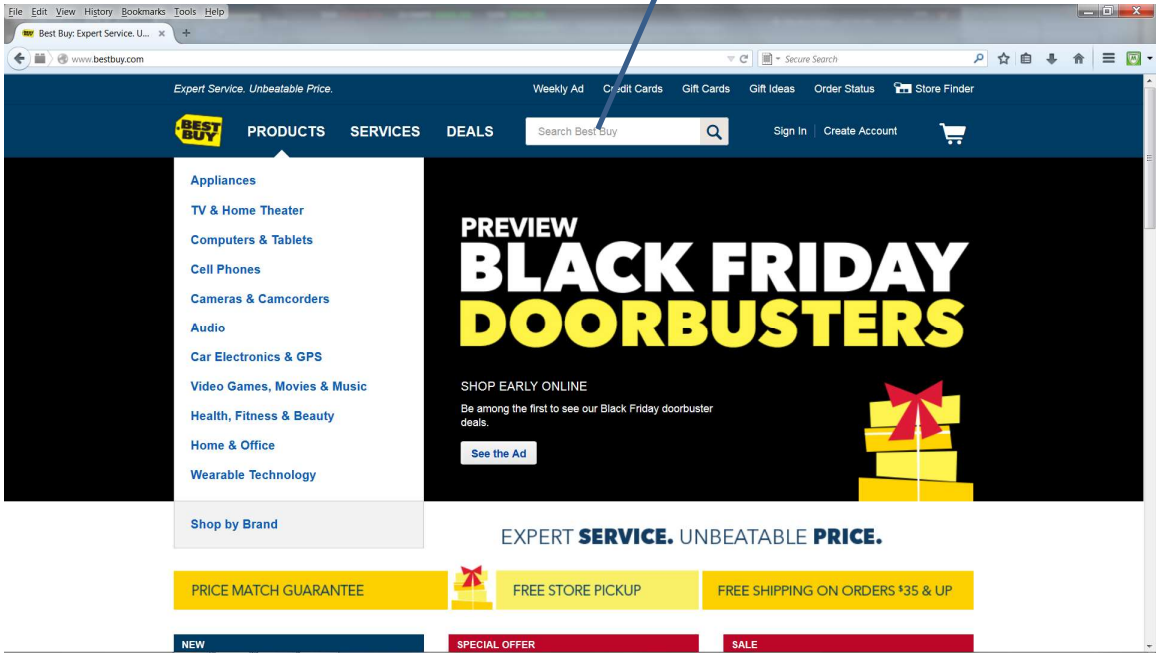 File Edit View History Bookmarks Tools Help
Best Buy: Expert Service. U... × +
www.bestbuy.com Secure Search
Expert Service. Unbeatable Price. Weekly Ad Credit Cards Gift Cards Gift Ideas Order Status Store Finder
BEST BUY PRODUCTS SERVICES DEALS Search Best Buy Sign In Create Account
Appliances
TV & Home Theater
Computers & Tablets
Cell Phones
Cameras & Camcorders
Audio
Car Electronics & GPS
Video Games, Movies & Music
Health, Fitness & Beauty
Home & Office
Wearable Technology
Shop by Brand
PREVIEW
BLACK FRIDAY
DOORBUSTERS
SHOP EARLY ONLINE
Be among the first to see our Black Friday doorbuster
deals.
See the Ad
EXPERT SERVICE. UNBEATABLE PRICE.
PRICE MATCH GUARANTEE FREE STORE PICKUP FREE SHIPPING ON ORDERS $35 & UP
NEW SPECIAL OFFER SALE